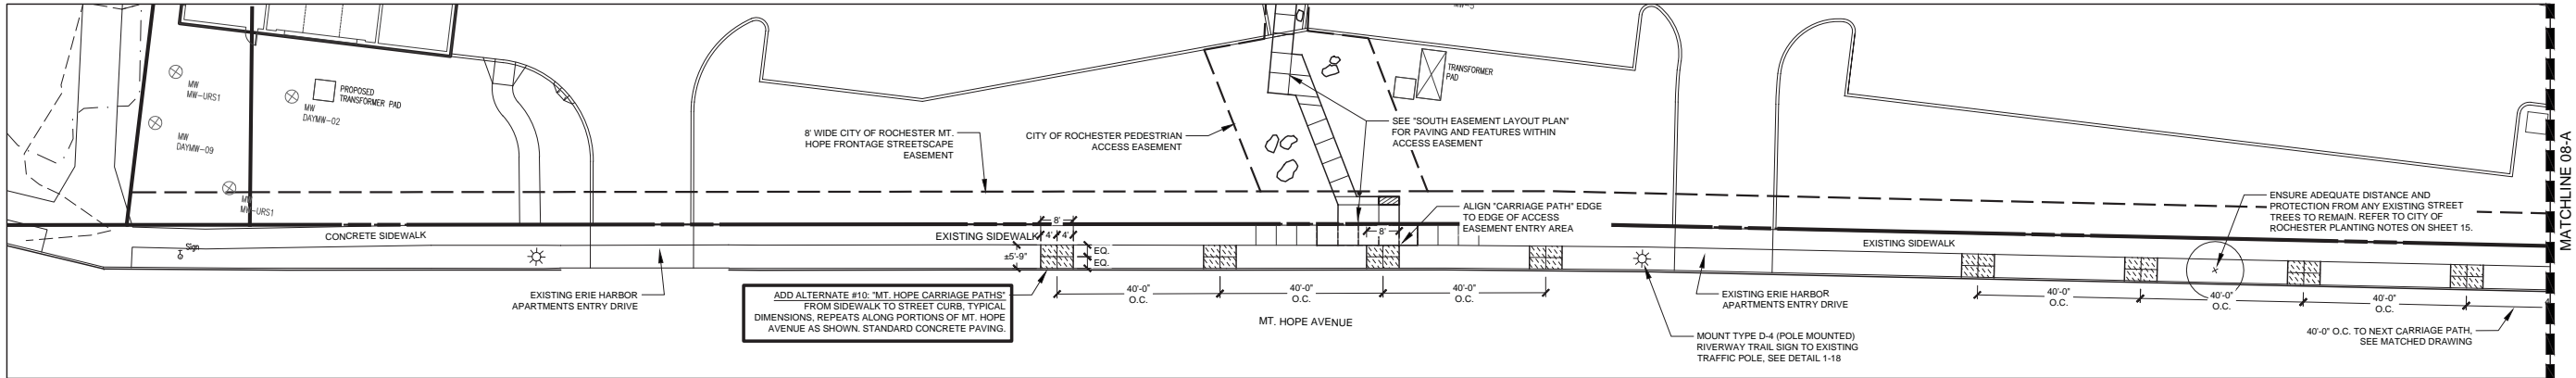 MW
MW-URS1
MW
DAYMW-09
MW
MW-URS1
MW
DAYMW-02
PROPOSED
TRANSFORMER PAD
Sign
CONCRETE SIDEWALK
EXISTING ERIE HARBOR
APARTMENTS ENTRY DRIVE
8' WIDE CITY OF ROCHESTER MT.
HOPE FRONTAGE STREETSCAPE
EASEMENT
CITY OF ROCHESTER PEDESTRIAN
ACCESS EASEMENT
TRANSFORMER
PAD
SEE "SOUTH EASEMENT LAYOUT PLAN"
FOR PAVING AND FEATURES WITHIN
ACCESS EASEMENT
ALIGN "CARRIAGE PATH" EDGE
TO EDGE OF ACCESS
EASEMENT ENTRY AREA
EXISTING SIDEWALK
8'
4' 4'
±5'-9"
EQ.
EQ.
8'
ADD ALTERNATE #10: "MT. HOPE CARRIAGE PATHS"
FROM SIDEWALK TO STREET CURB, TYPICAL
DIMENSIONS, REPEATS ALONG PORTIONS OF MT. HOPE
AVENUE AS SHOWN. STANDARD CONCRETE PAVING.
40'-0"
O.C.
40'-0"
O.C.
40'-0"
O.C.
MT. HOPE AVENUE
EXISTING SIDEWALK
EXISTING ERIE HARBOR
APARTMENTS ENTRY DRIVE
MOUNT TYPE D-4 (POLE MOUNTED)
RIVERWAY TRAIL SIGN TO EXISTING
TRAFFIC POLE, SEE DETAIL 1-18
ENSURE ADEQUATE DISTANCE AND
PROTECTION FROM ANY EXISTING STREET
TREES TO REMAIN. REFER TO CITY OF
ROCHESTER PLANTING NOTES ON SHEET 15.
40'-0"
O.C.
40'-0"
O.C.
40'-0"
O.C.
40'-0" O.C. TO NEXT CARRIAGE PATH,
SEE MATCHED DRAWING
MATCHLINE 08-A